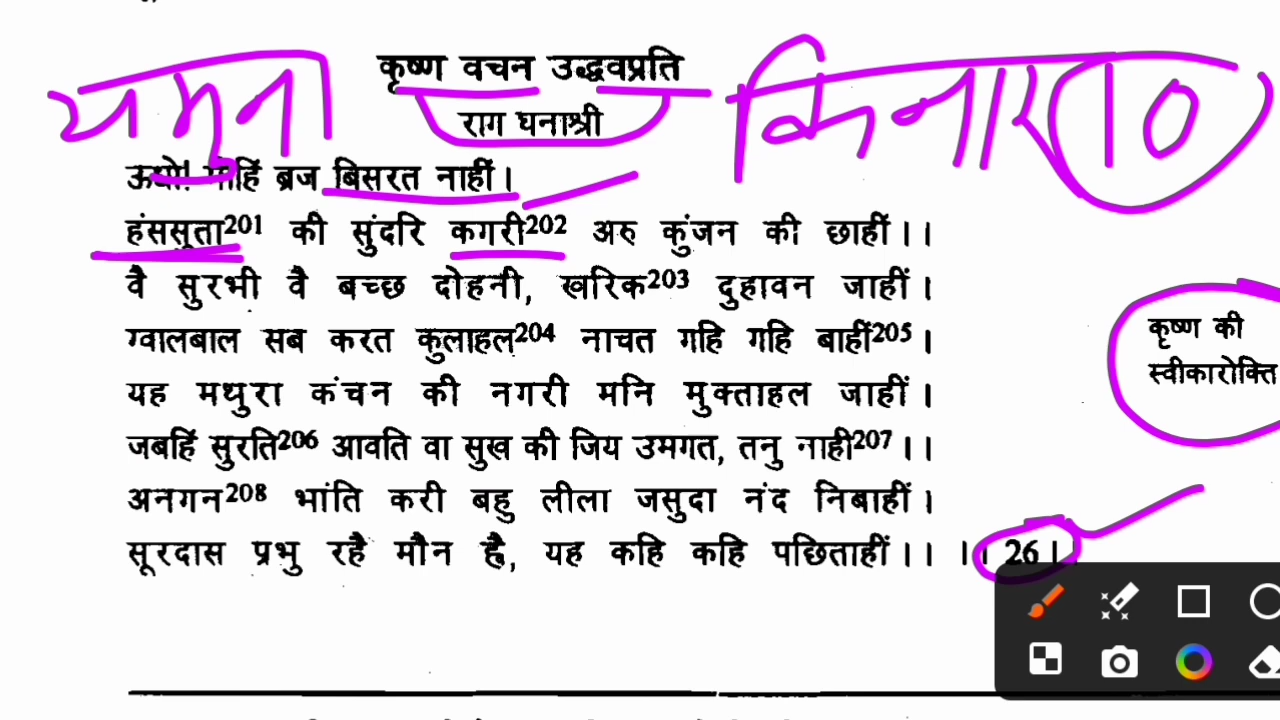 कृष्ण वचन उद्धवप्रति
यमुना किनार 10
राग घनाश्री
ऊधो! मोहिं ब्रज बिसरत नाहीं।
हंससुता201 की सुंदरि कगरी202 अरु कुंजन की छाहीं।।
वै सुरभी वै बच्छ दोहनी, खरिक203 दुहावन जाहीं।
ग्वालबाल सब करत कुलाहल204 नाचत गहि गहि बाहीं205।
कृष्ण की
स्वीकारोक्ति
यह मथुरा कंचन की नगरी मनि मुक्ताहल जाहीं।
जबहिं सुरति206 आवति वा सुख की जिय उमगत, तनु नाही207।।
अनगन208 भांति करी बहु लीला जसुदा नंद निबाहीं।
सूरदास प्रभु रहै मौन ह्वै, यह कहि कहि पछिताहीं।। ।। 26।